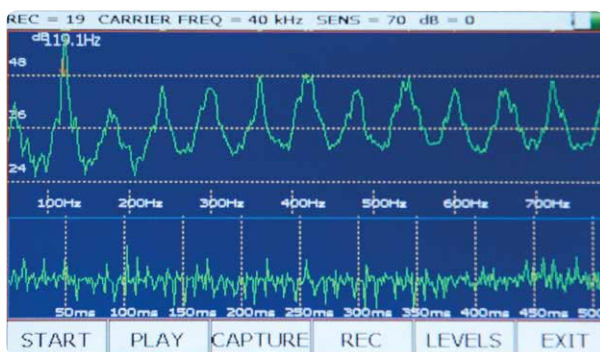 REC = 19 CARRIER FREQ = 40 kHz SENS = 70 dB = 0
dB 119.1Hz
48
36
24
100Hz 200Hz 300Hz 400Hz 500Hz 600Hz 700Hz
50ms 100ms 150ms 200ms 250ms 300ms 350ms 400ms 450ms 500
START PLAY CAPTURE REC LEVELS EXIT